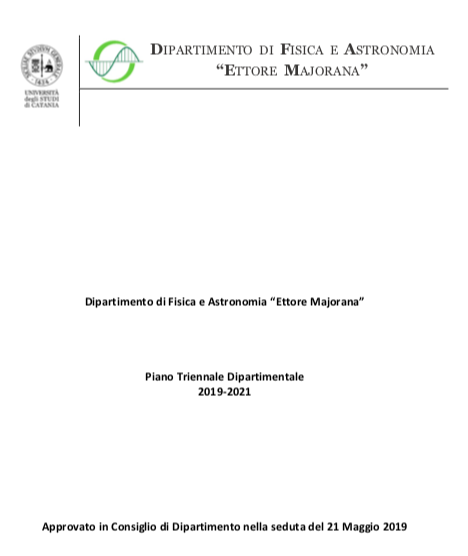 DIPARTIMENTO DI FISICA E ASTRONOMIA
“ETTORE MAJORANA”
UNIVERSITÀ
degli STUDI
di CATANIA
Dipartimento di Fisica e Astronomia “Ettore Majorana”
Piano Triennale Dipartimentale
2019-2021
Approvato in Consiglio di Dipartimento nella seduta del 21 Maggio 2019